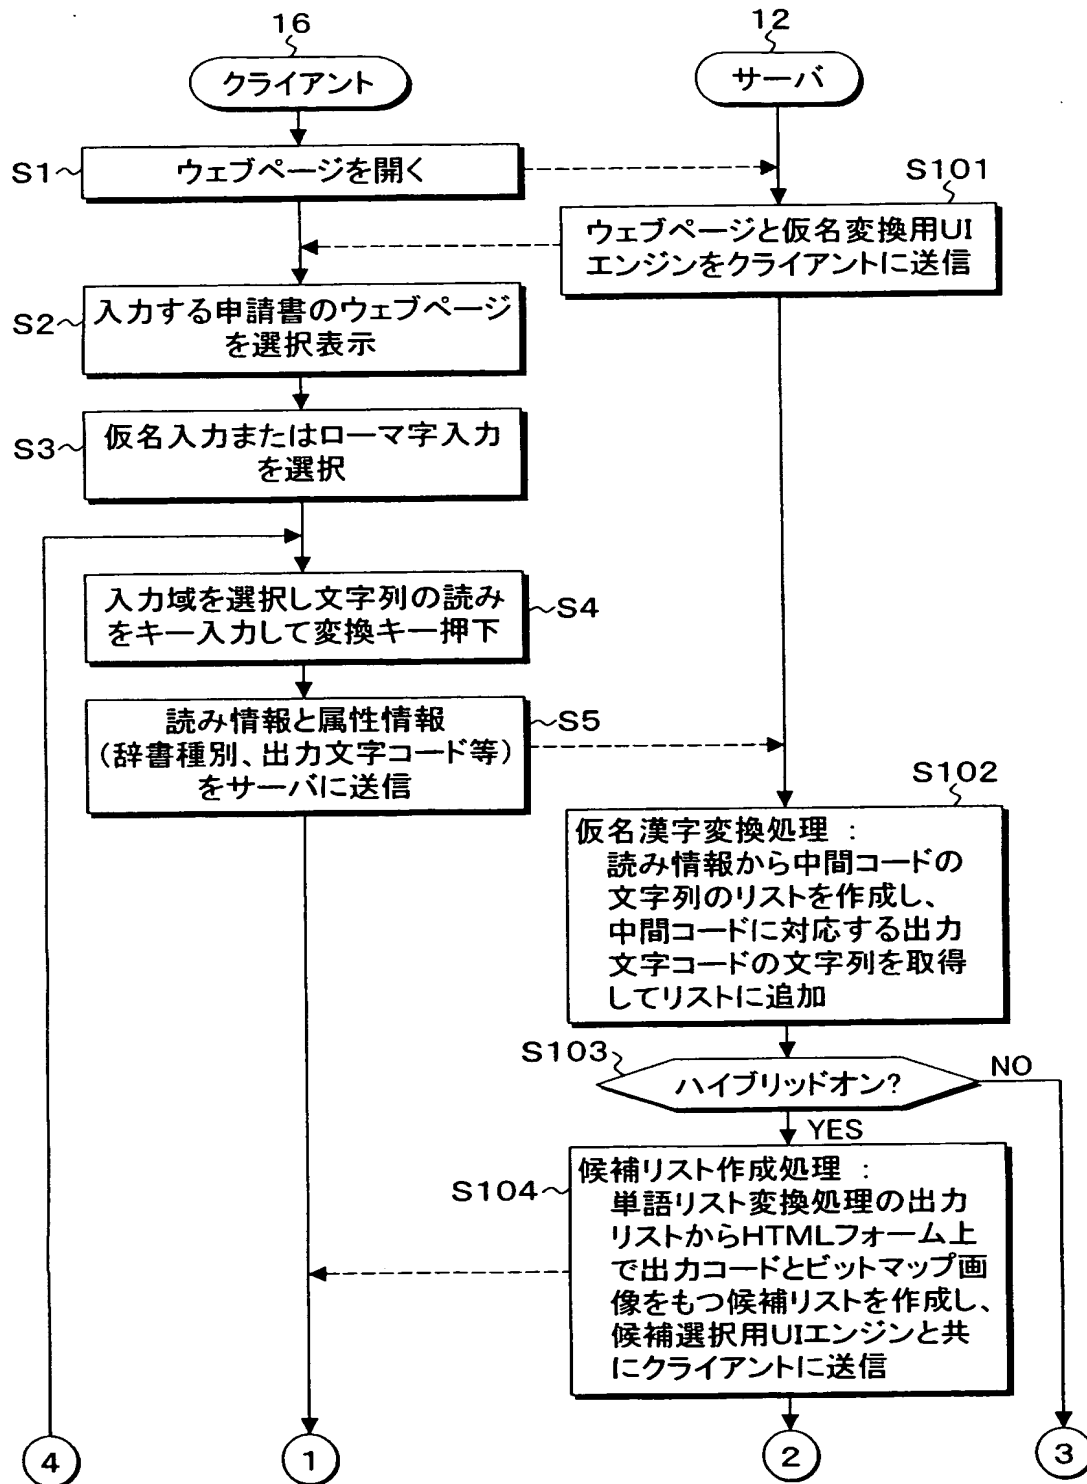 16
クライアント
12
サーバ
S1
ウェブページを開く
S101
ウェブページと仮名変換用UI
エンジンをクライアントに送信
S2
入力する申請書のウェブページ
を選択表示
S3
仮名入力またはローマ字入力
を選択
入力域を選択し文字列の読み
をキー入力して変換キー押下
S4
読み情報と属性情報
(辞書種別、出力文字コード等)
をサーバに送信
S5
S102
仮名漢字変換処理 :
読み情報から中間コードの
文字列のリストを作成し、
中間コードに対応する出力
文字コードの文字列を取得
してリストに追加
S103
ハイブリッドオン?
NO
YES
S104
候補リスト作成処理 :
単語リスト変換処理の出力
リストからHTMLフォーム上
で出力コードとビットマップ画
像をもつ候補リストを作成し、
候補選択用UIエンジンと共
にクライアントに送信
4
1
2
3